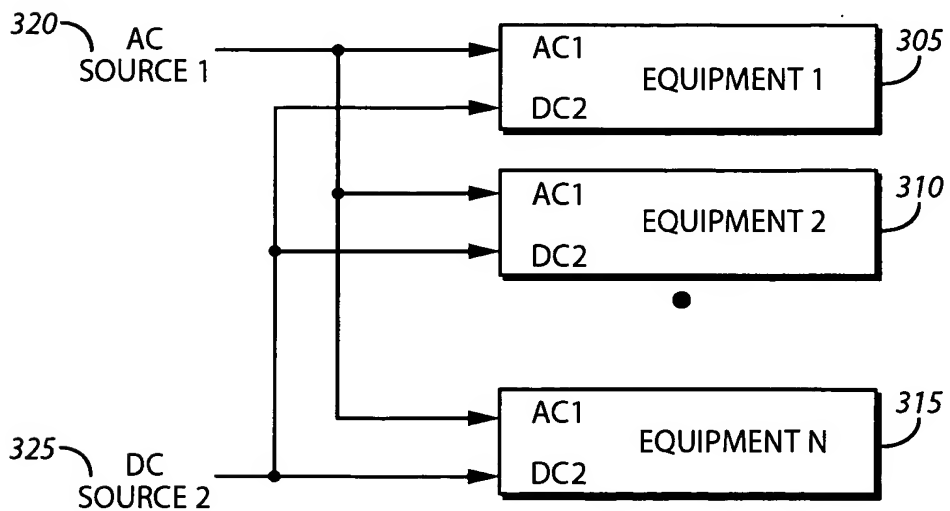 320
AC
SOURCE 1
AC1
DC2
EQUIPMENT 1
305
AC1
DC2
EQUIPMENT 2
310
AC1
DC2
EQUIPMENT N
315
325
DC
SOURCE 2